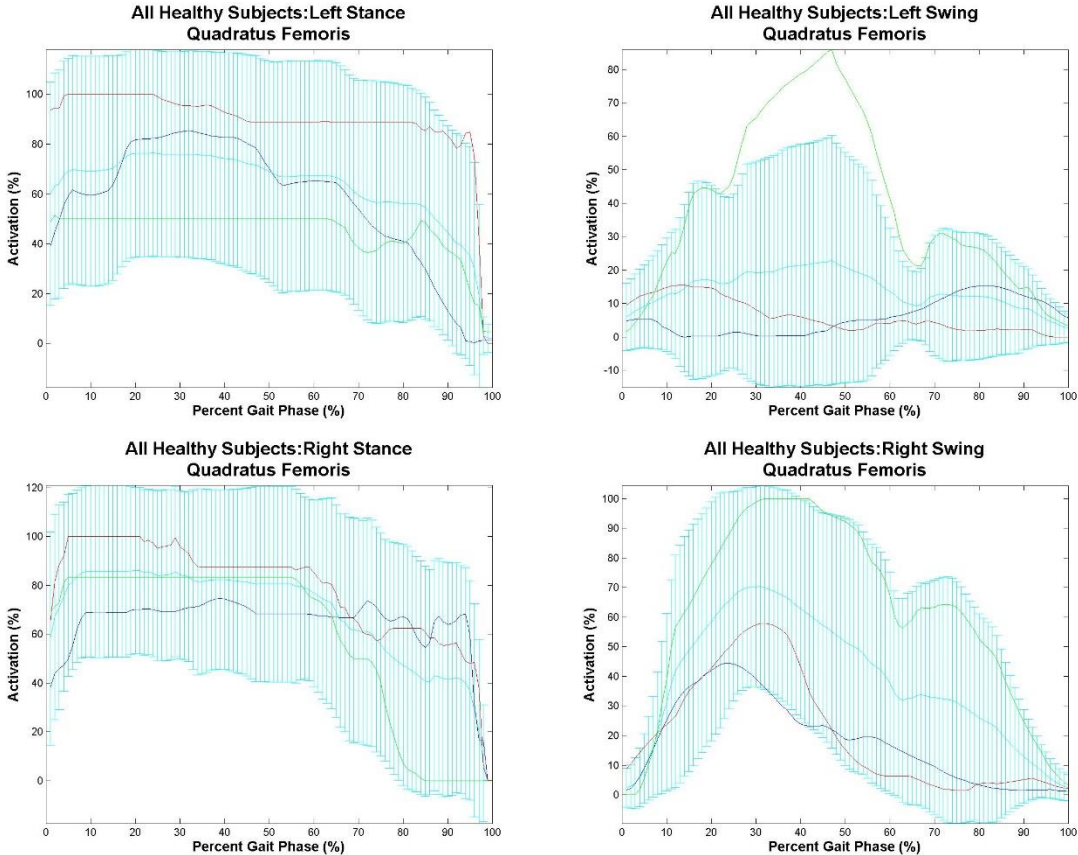 All Healthy Subjects:Left Stance
Quadratus Femoris
Activation (%)
100
80
60
40
20
0
0 10 20 30 40 50 60 70 80 90 100
Percent Gait Phase (%)
All Healthy Subjects:Left Swing
Quadratus Femoris
Activation (%)
80
70
60
50
40
30
20
10
0
-10
0 10 20 30 40 50 60 70 80 90 100
Percent Gait Phase (%)
All Healthy Subjects:Right Stance
Quadratus Femoris
Activation (%)
120
100
80
60
40
20
0
0 10 20 30 40 50 60 70 80 90 100
Percent Gait Phase (%)
All Healthy Subjects:Right Swing
Quadratus Femoris
Activation (%)
100
90
80
70
60
50
40
30
20
10
0
0 10 20 30 40 50 60 70 80 90 100
Percent Gait Phase (%)